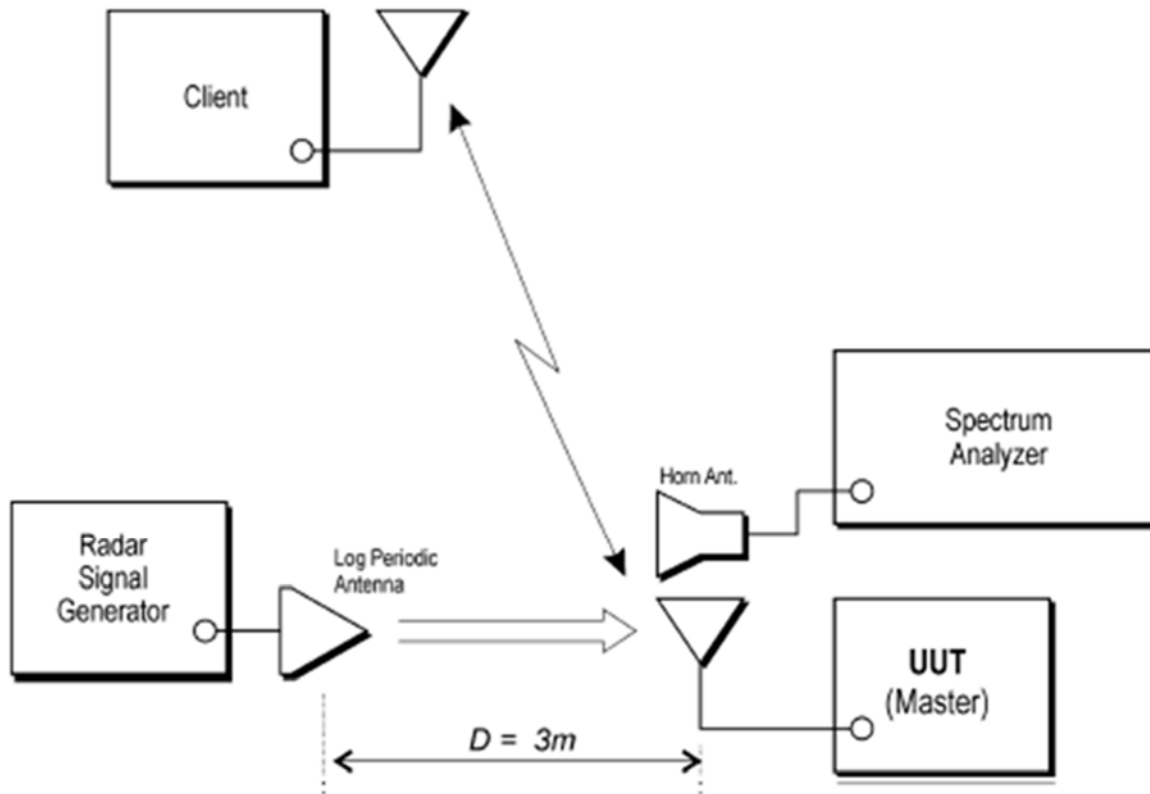 Client
Spectrum
Analyzer
Horn Ant.
Radar
Signal
Generator
Log Periodic
Antenna
UUT
(Master)
D = 3m